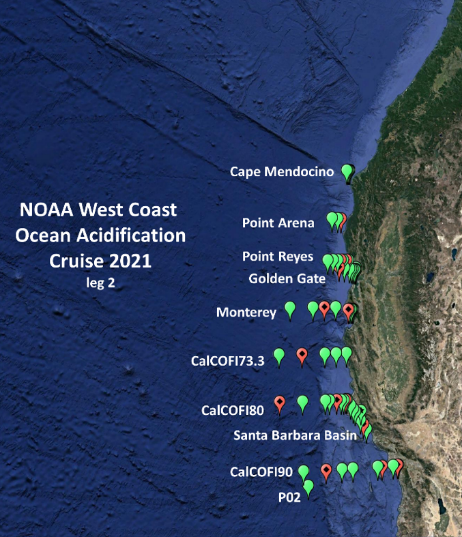 Cape Mendocino
NOAA West Coast
Ocean Acidification
Cruise 2021
leg 2
Point Arena
Point Reyes
Golden Gate
Monterey
CalCOFI73.3
CalCOFI80
Santa Barbara Basin
CalCOFI90
P02